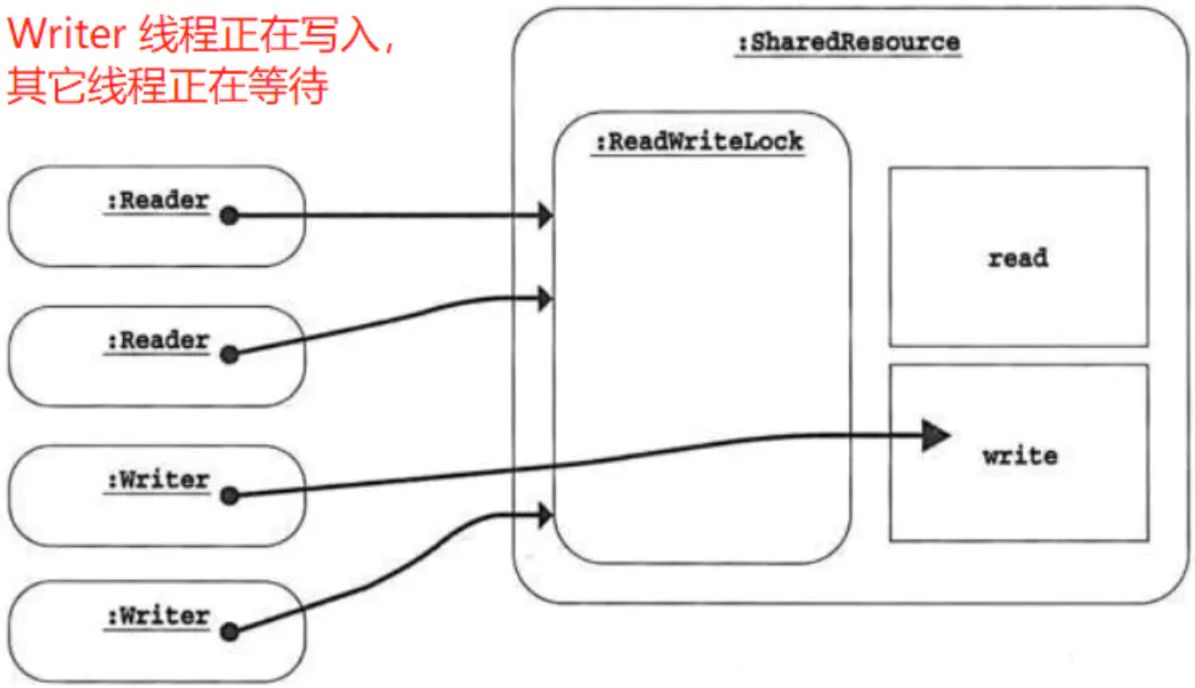 Writer 线程正在写入,
其它线程正在等待
:SharedResource
:ReadWriteLock
:Reader
:Reader
:Writer
:Writer
read
write